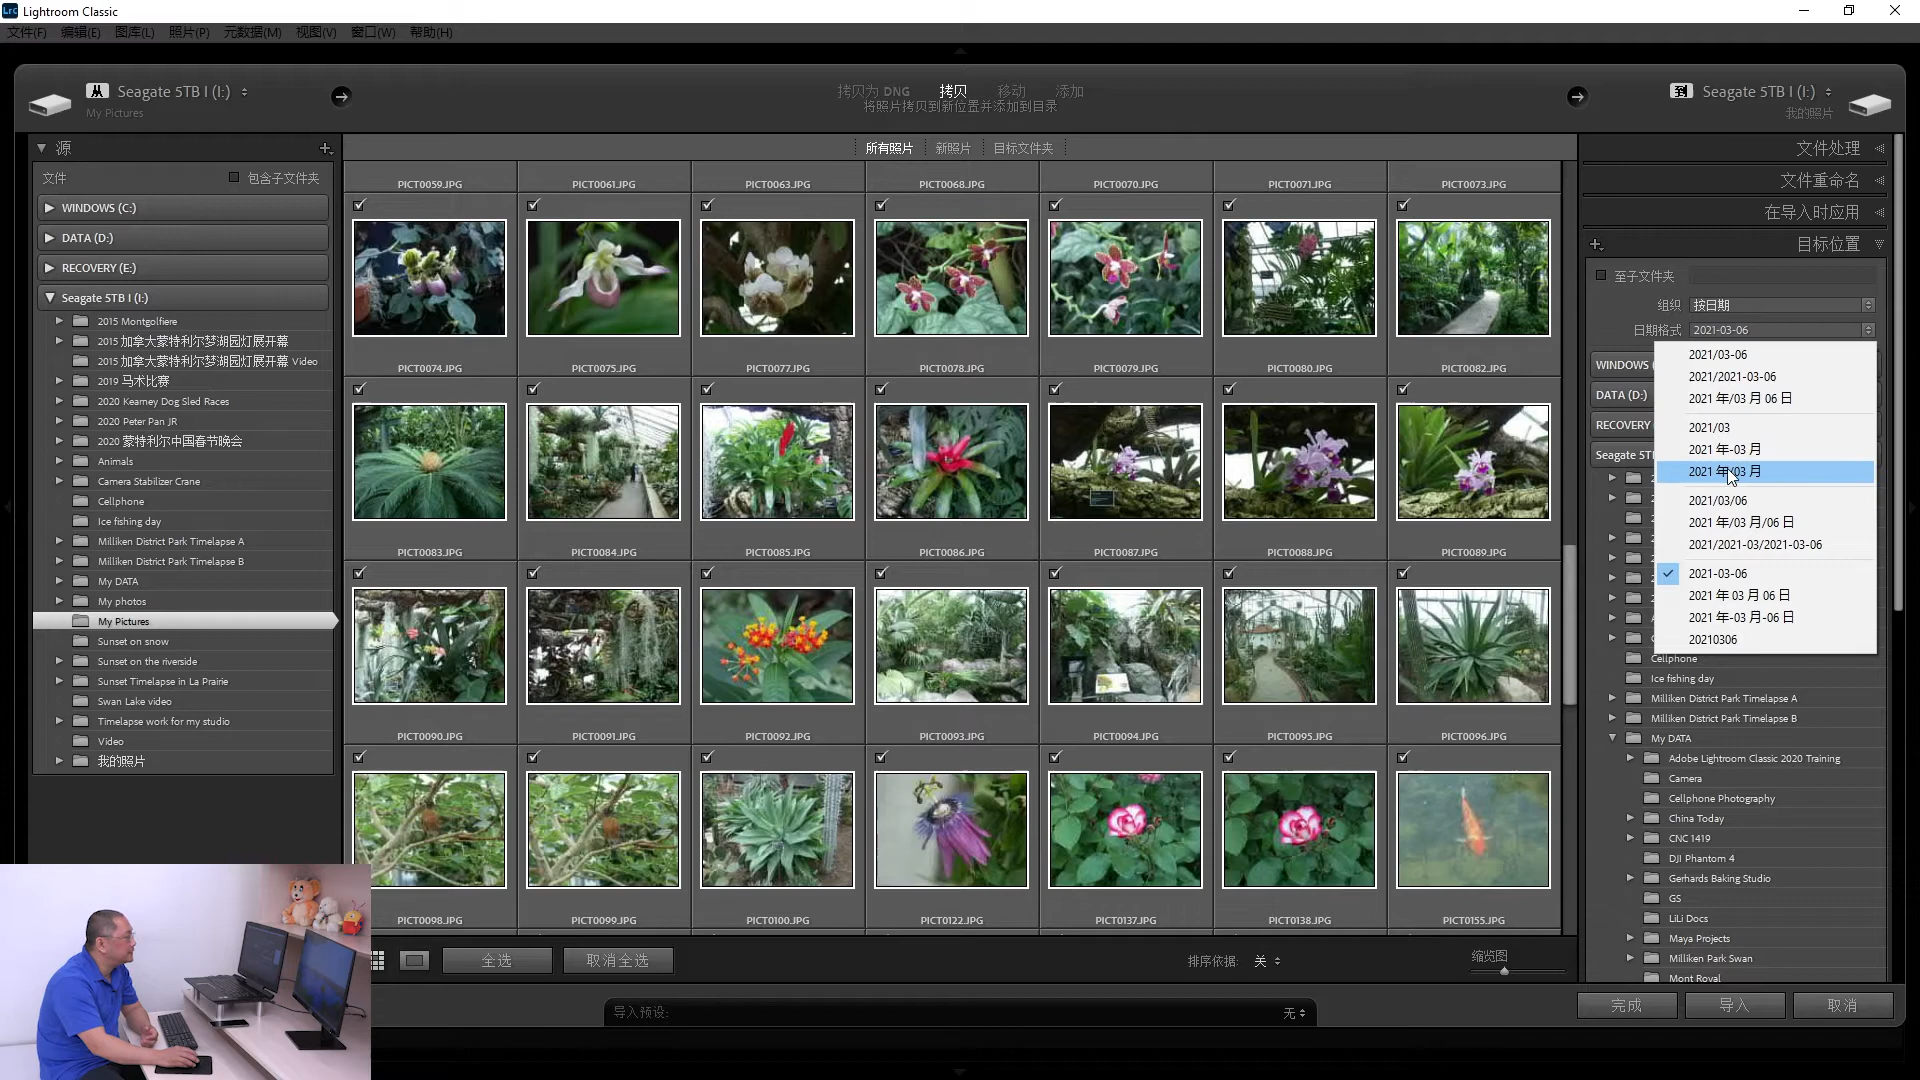 Lightroom Classic
文件(F) 编辑(E) 图库(L) 照片(P) 元数据(M) 视图(V) 窗口(W) 帮助(H)
Seagate 5TB I (I:)
My Pictures
拷贝为 DNG 拷贝 移动 添加
将照片拷贝到新位置并添加到目录
到 Seagate 5TB I (I:)
我的照片
源
文件 包含子文件夹
WINDOWS (C:)
DATA (D:)
RECOVERY (E:)
Seagate 5TB I (I:)
2015 Montgolfiere
2015 加拿大蒙特利尔梦湖园灯展开幕
2015 加拿大蒙特利尔梦湖园灯展开幕 Video
2019 马术比赛
2020 Kearney Dog Sled Races
2020 Peter Pan JR
2020 蒙特利尔中国春节晚会
Animals
Camera Stabilizer Crane
Cellphone
Ice fishing day
Milliken District Park Timelapse A
Milliken District Park Timelapse B
My DATA
My photos
My Pictures
Sunset on snow
Sunset on the riverside
Sunset Timelapse in La Prairie
Swan Lake video
Timelapse work for my studio
Video
我的照片
所有照片 新照片 目标文件夹
PICT0059.JPG PICT0061.JPG PICT0063.JPG PICT0068.JPG PICT0070.JPG PICT0071.JPG PICT0073.JPG
PICT0074.JPG PICT0075.JPG PICT0077.JPG PICT0078.JPG PICT0079.JPG PICT0080.JPG PICT0082.JPG
PICT0083.JPG PICT0084.JPG PICT0085.JPG PICT0086.JPG PICT0087.JPG PICT0088.JPG PICT0089.JPG
PICT0090.JPG PICT0091.JPG PICT0092.JPG PICT0093.JPG PICT0094.JPG PICT0095.JPG PICT0096.JPG
PICT0098.JPG PICT0099.JPG PICT0100.JPG PICT0122.JPG PICT0137.JPG PICT0138.JPG PICT0155.JPG
全选 取消全选 排序依据: 关 缩览图
导入预设: 无
文件处理
文件重命名
在导入时应用
目标位置
至子文件夹
组织 按日期
日期格式 2021-03-06
WINDOWS
DATA (D:)
RECOVERY
Seagate 5T
2021/03-06
2021/2021-03-06
2021 年/03 月 06 日
2021/03
2021 年-03 月
2021 年/03 月
2021/03/06
2021 年/03 月/06 日
2021/2021-03/2021-03-06
2021-03-06
2021 年 03 月 06 日
2021 年-03 月-06 日
20210306
Cellphone
Ice fishing day
Milliken District Park Timelapse A
Milliken District Park Timelapse B
My DATA
Adobe Lightroom Classic 2020 Training
Camera
Cellphone Photography
China Today
CNC 1419
DJI Phantom 4
Gerhards Baking Studio
GS
LiLi Docs
Maya Projects
Milliken Park Swan
Mont Royal
完成 导入 取消